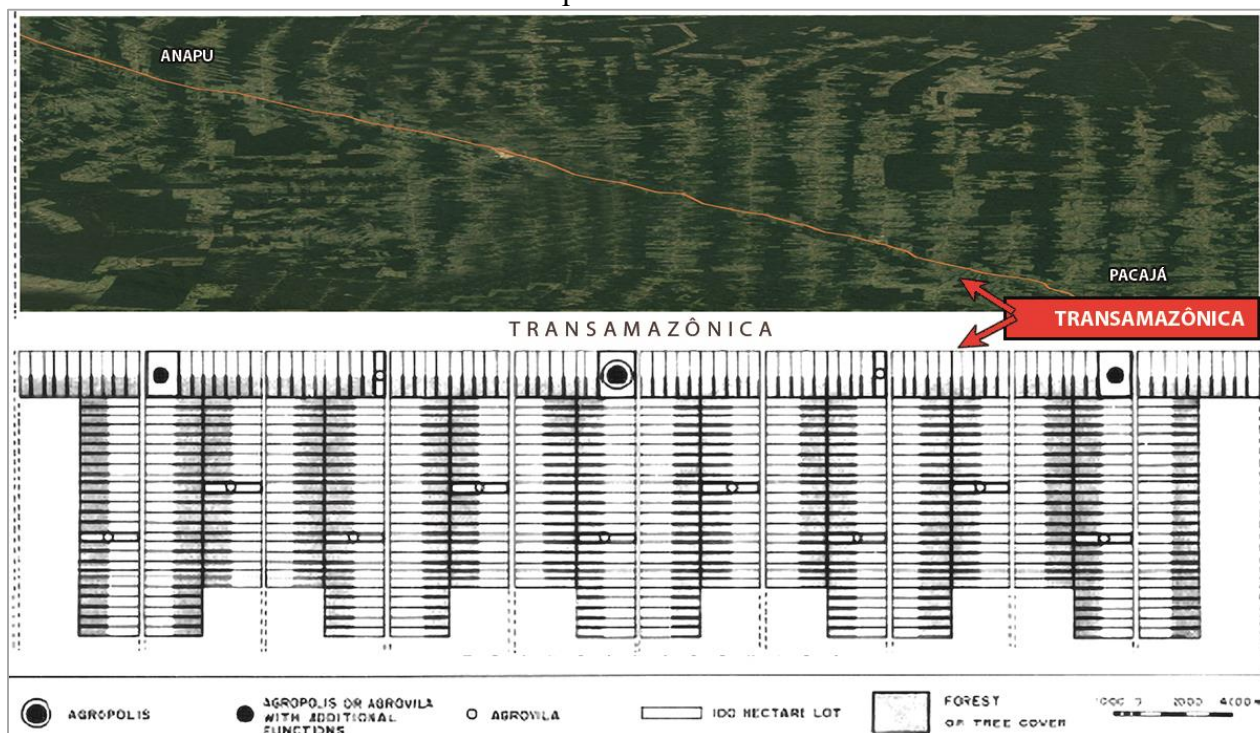 ANAPU
PACAJÁ
TRANSAMAZÔNICA
TRANSAMAZÔNICA
AGROPOLIS
AGROPOLIS OR AGROVILA
WITH ADDITIONAL
FUNCTIONS
AGROVILA
100 HECTARE LOT
FOREST
OR TREE COVER
2000 4000